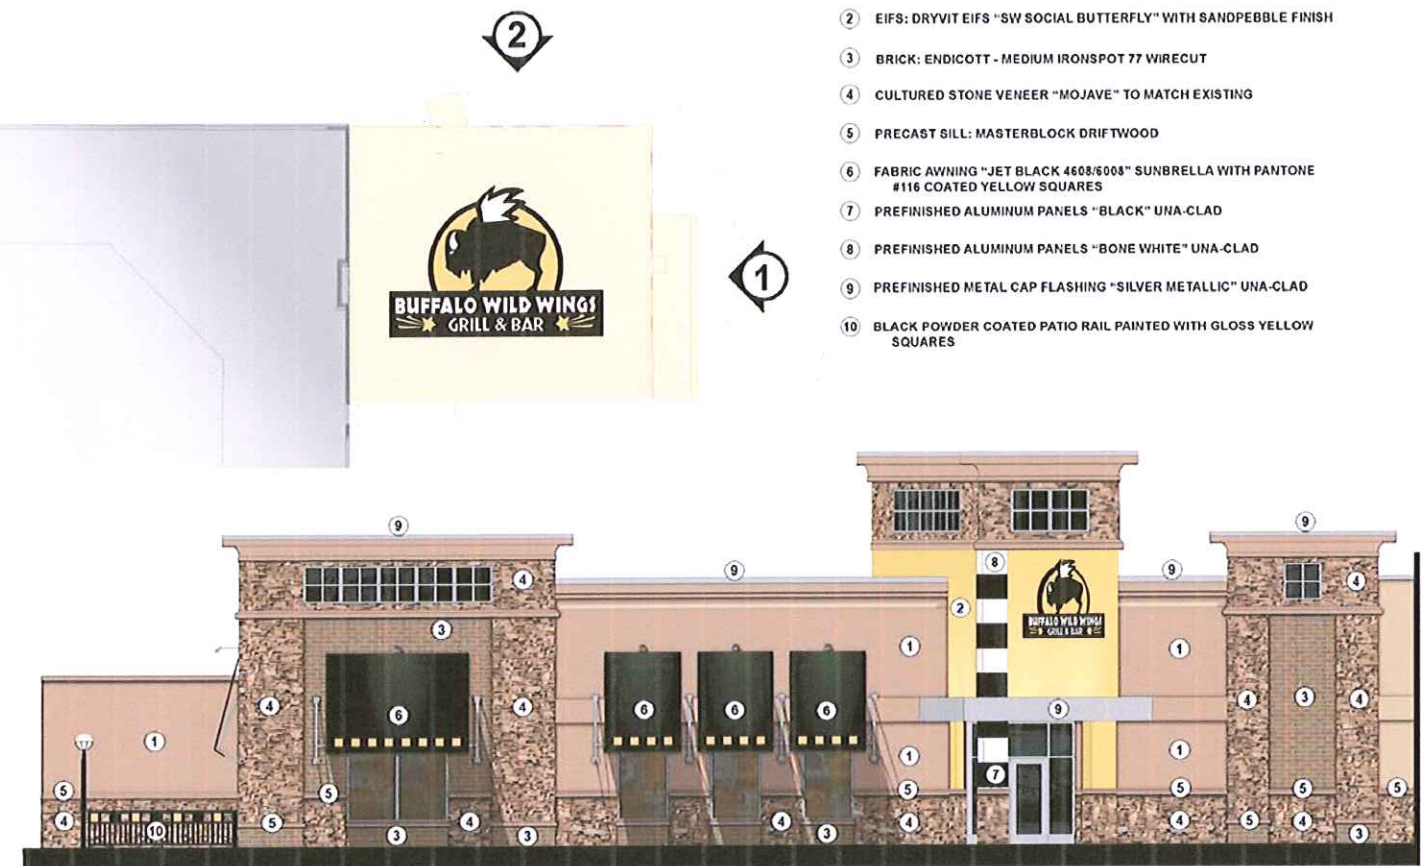 2
2 EIFS: DRYVIT EIFS "SW SOCIAL BUTTERFLY" WITH SANDPEBBLE FINISH
3 BRICK: ENDICOTT - MEDIUM IRONSPOT 77 WIRECUT
4 CULTURED STONE VENEER "MOJAVE" TO MATCH EXISTING
5 PRECAST SILL: MASTERBLOCK DRIFTWOOD
6 FABRIC AWNING "JET BLACK 4608/6008" SUNBRELLA WITH PANTONE
#116 COATED YELLOW SQUARES
7 PREFINISHED ALUMINUM PANELS "BLACK" UNA-CLAD
8 PREFINISHED ALUMINUM PANELS "BONE WHITE" UNA-CLAD
9 PREFINISHED METAL CAP FLASHING "SILVER METALLIC" UNA-CLAD
10 BLACK POWDER COATED PATIO RAIL PAINTED WITH GLOSS YELLOW
SQUARES
BUFFALO WILD WINGS
GRILL & BAR
1
9 9
8
4 4
9 9
2
3
BUFFALO WILD WINGS
GRILL & BAR
1 1
4 4 4 3 4
6 6 6 6 9
1
1 1
7
5 5 5 5 5 5
4 5 4 4 4 4 5 4
10 3 3 3 3